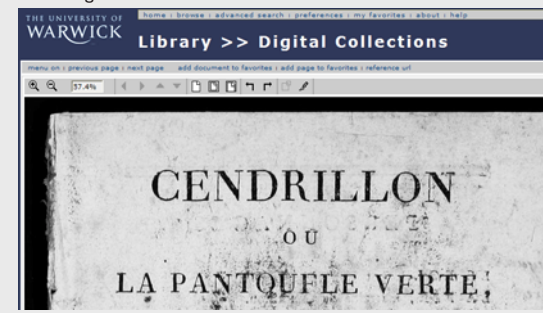 THE UNIVERSITY OF
WARWICK
home : browse : advanced search : preferences : my favorites : about : help
Library >> Digital Collections
menu on : previous page : next page add document to favorites : add page to favorites : reference url
57.4%
CENDRILLON
OU
LA PANTOUFLE VERTE,